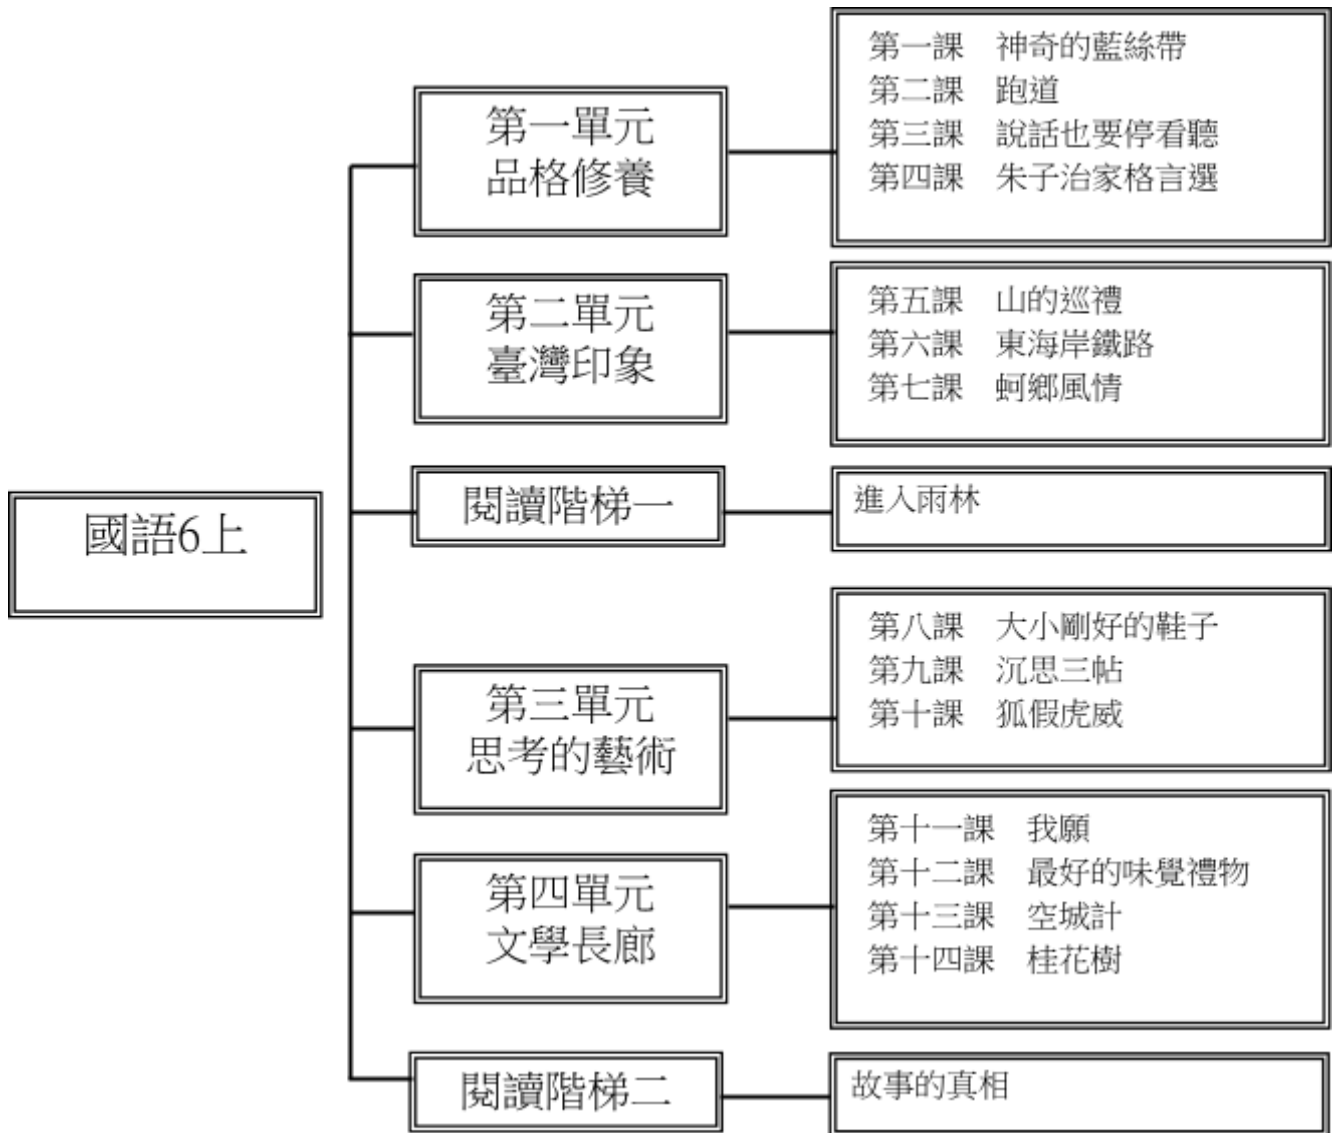 國語6上
第一單元
品格修養
第一課　神奇的藍絲帶
第二課　跑道
第三課　說話也要停看聽
第四課　朱子治家格言選
第二單元
臺灣印象
第五課　山的巡禮
第六課　東海岸鐵路
第七課　蚵鄉風情
閱讀階梯一
進入雨林
第三單元
思考的藝術
第八課　大小剛好的鞋子
第九課　沉思三帖
第十課　狐假虎威
第四單元
文學長廊
第十一課　我願
第十二課　最好的味覺禮物
第十三課　空城計
第十四課　桂花樹
閱讀階梯二
故事的真相